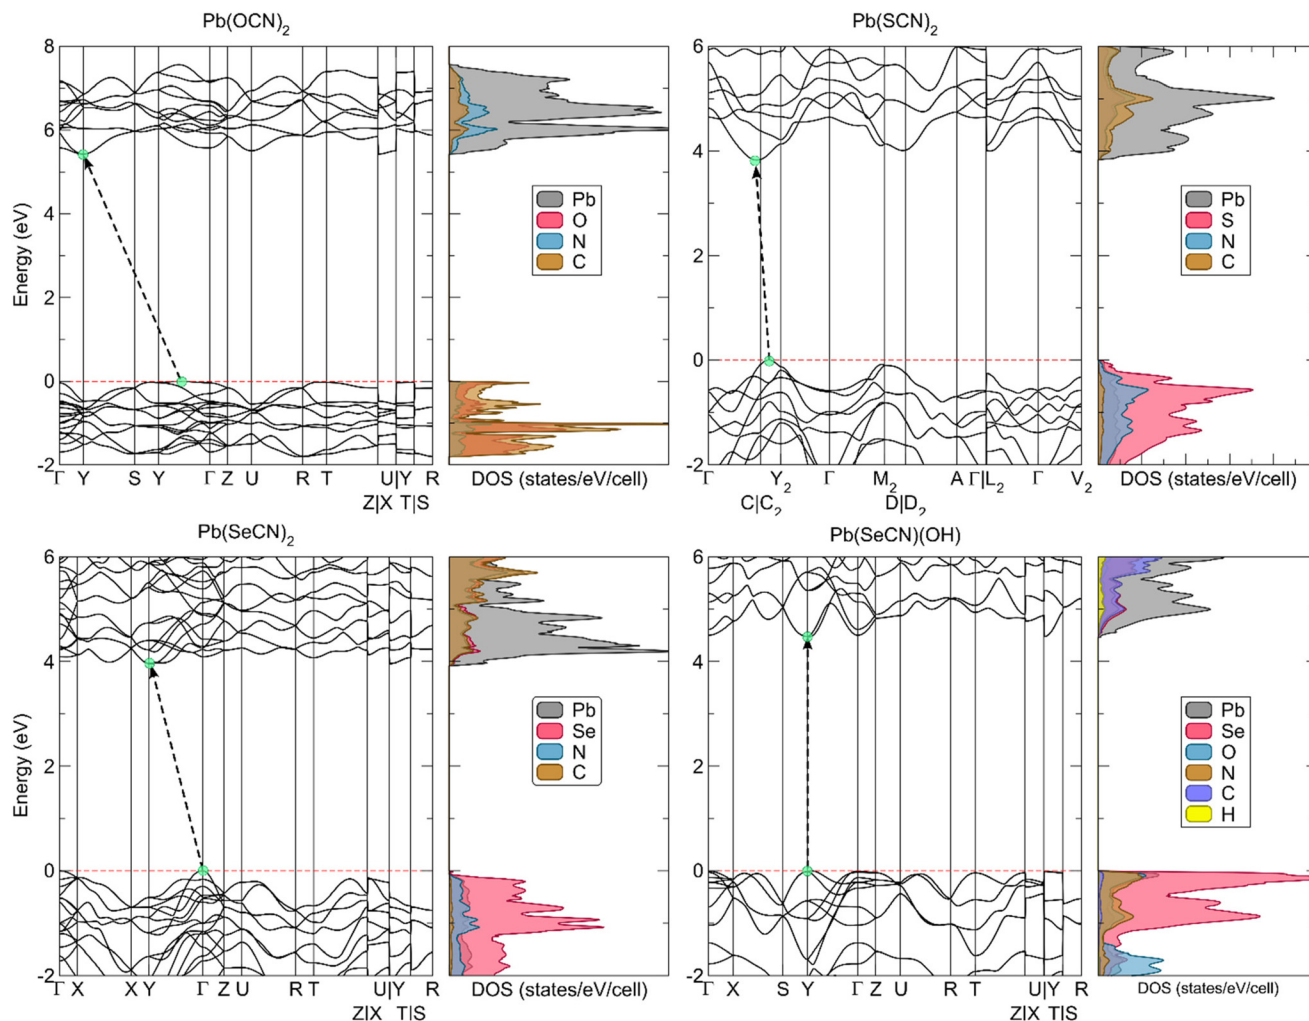 Pb(OCN)₂
8
6
4
2
0
-2
Energy (eV)
Γ Y S Y Γ Z U R T U|Y R
Z|X T|S
Pb
O
N
C
DOS (states/eV/cell)
Pb(SCN)₂
6
4
2
0
-2
Γ Y₂ Γ M₂ A Γ|L₂ Γ V₂
C|C₂ D|D₂
Pb
S
N
C
DOS (states/eV/cell)
Pb(SeCN)₂
6
4
2
0
-2
Energy (eV)
Γ X X Y Γ Z U R T U|Y R
Z|X T|S
Pb
Se
N
C
DOS (states/eV/cell)
Pb(SeCN)(OH)
6
4
2
0
-2
Γ X S Y Γ Z U R T U|Y R
Z|X T|S
Pb
Se
O
N
C
H
DOS (states/eV/cell)